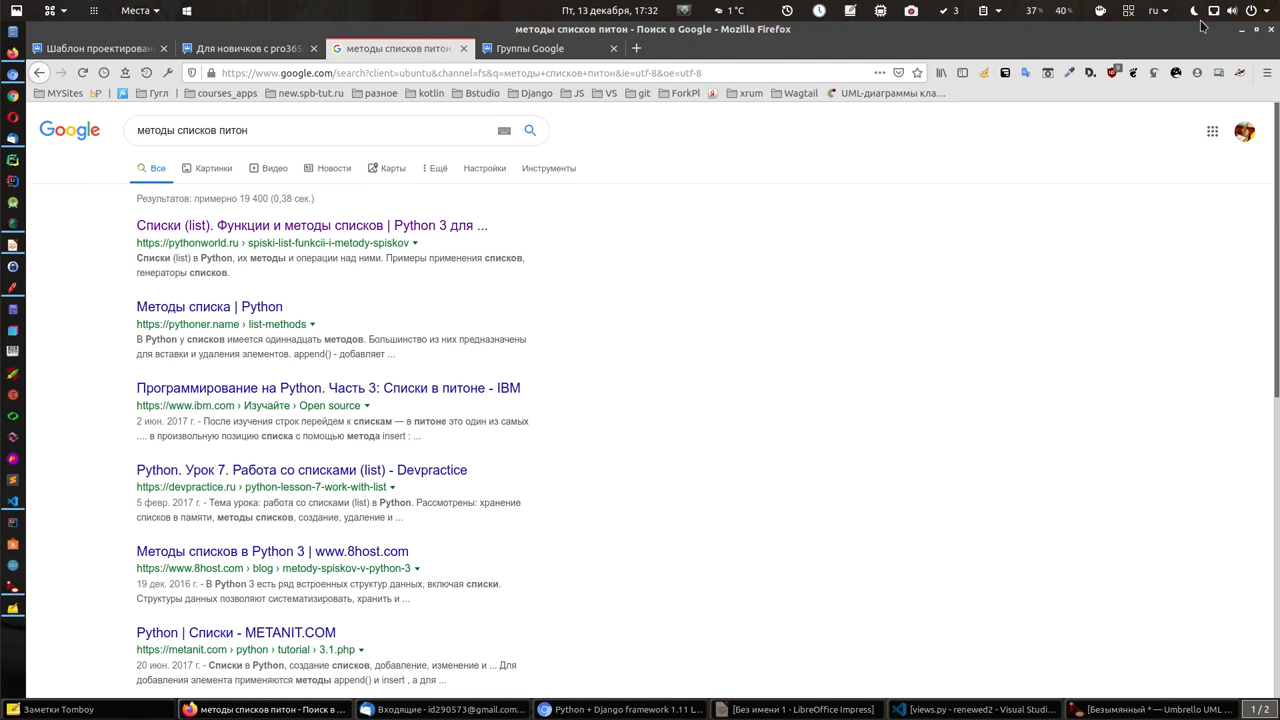 Места
Пт, 13 декабря, 17:32
1°C
37%
40%
3
ru
методы списков питон - Поиск в Google - Mozilla Firefox
Шаблон проектирован
Для новичков с pro365.
методы списков питон
Группы Google
https://www.google.com/search?client=ubuntu&channel=fs&q=методы+списков+питон&ie=utf-8&oe=utf-8
MYSites
bP
Гугл
courses_apps
new.spb-tut.ru
разное
kotlin
Bstudio
Django
JS
VS
git
ForkPl
xrum
Wagtail
UML-диаграммы кла…
Google
методы списков питон
Все
Картинки
Видео
Новости
Карты
Ещё
Настройки
Инструменты
Результатов: примерно 19 400 (0,38 сек.)
Списки (list). Функции и методы списков | Python 3 для ...
https://pythonworld.ru › spiski-list-funkcii-i-metody-spiskov
Списки (list) в Python, их методы и операции над ними. Примеры применения списков,
генераторы списков.
Методы списка | Python
https://pythoner.name › list-methods
В Python у списков имеется одиннадцать методов. Большинство из них предназначены
для вставки и удаления элементов. append() - добавляет ...
Программирование на Python. Часть 3: Списки в питоне - IBM
https://www.ibm.com › Изучайте › Open source
2 июн. 2017 г. - После изучения строк перейдем к спискам — в питоне это один из самых
.... в произвольную позицию списка с помощью метода insert : ...
Python. Урок 7. Работа со списками (list) - Devpractice
https://devpractice.ru › python-lesson-7-work-with-list
5 февр. 2017 г. - Тема урока: работа со списками (list) в Python. Рассмотрены: хранение
списков в памяти, методы списков, создание, удаление и ...
Методы списков в Python 3 | www.8host.com
https://www.8host.com › blog › metody-spiskov-v-python-3
19 дек. 2016 г. - В Python 3 есть ряд встроенных структур данных, включая списки.
Структуры данных позволяют систематизировать, хранить и ...
Python | Списки - METANIT.COM
https://metanit.com › python › tutorial › 3.1.php
20 июн. 2017 г. - Списки в Python, создание списков, добавление, изменение и ... Для
добавления элемента применяются методы append() и insert , а для ...
Заметки Tomboy
методы списков питон - Поиск в ...
Входящие - id290573@gmail.com...
Python + Django framework 1.11 L...
[Без имени 1 - LibreOffice Impress]
[views.py - renewed2 - Visual Studi...
[Безымянный * — Umbrello UML ...
1 / 2